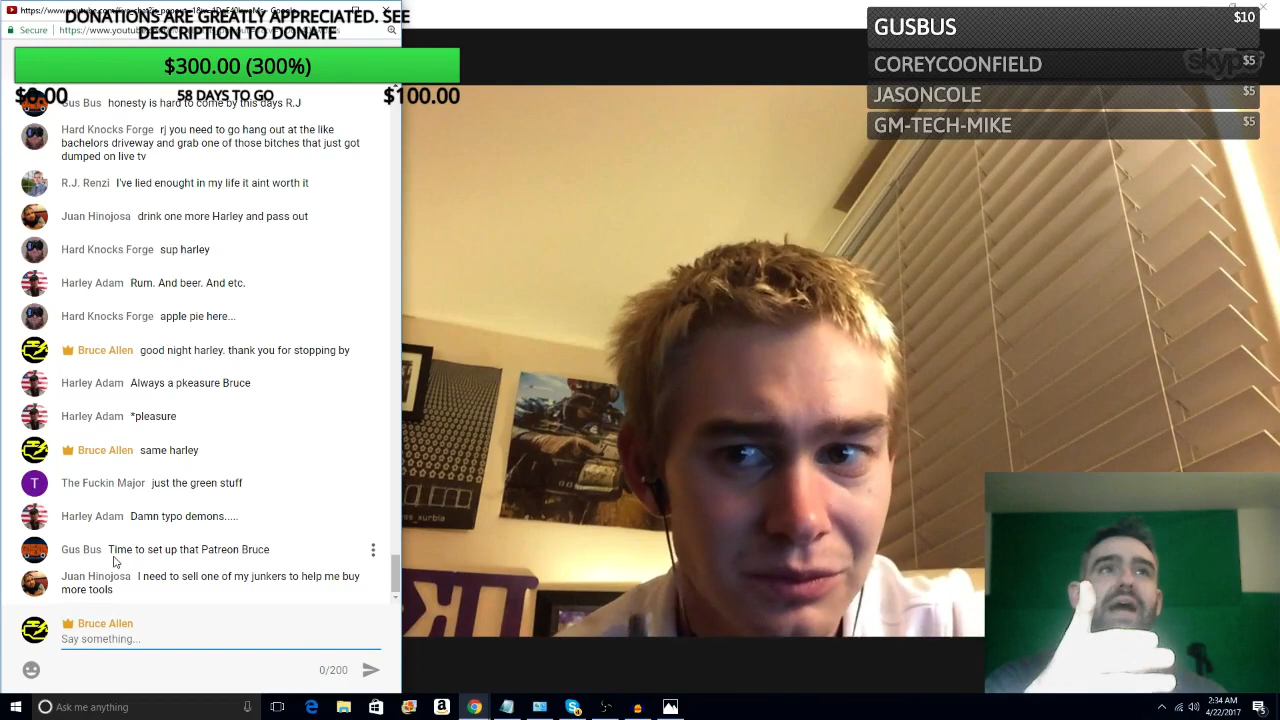 DONATIONS ARE GREATLY APPRECIATED. SEE
DESCRIPTION TO DONATE
Secure
$300.00 (300%)
$0.00
58 DAYS TO GO
$100.00
Gus Bus honesty is hard to come by this days R.J
Hard Knocks Forge rj you need to go hang out at the like
bachelors driveway and grab one of those bitches that just got
dumped on live tv
R.J. Renzi I've lied enought in my life it aint worth it
Juan Hinojosa drink one more Harley and pass out
Hard Knocks Forge sup harley
Harley Adam Rum. And beer. And etc.
Hard Knocks Forge apple pie here...
Bruce Allen good night harley. thank you for stopping by
Harley Adam Always a pkeasure Bruce
Harley Adam *pleasure
Bruce Allen same harley
T The Fuckin Major just the green stuff
Harley Adam Damn typo demons.....
Gus Bus Time to set up that Patreon Bruce
Juan Hinojosa I need to sell one of my junkers to help me buy
more tools
Bruce Allen
Say something...
0/200
GUSBUS $10
COREYCOONFIELD $5
JASONCOLE $5
GM-TECH-MIKE $5
skype
UK
Ask me anything
2:34 AM
4/22/2017